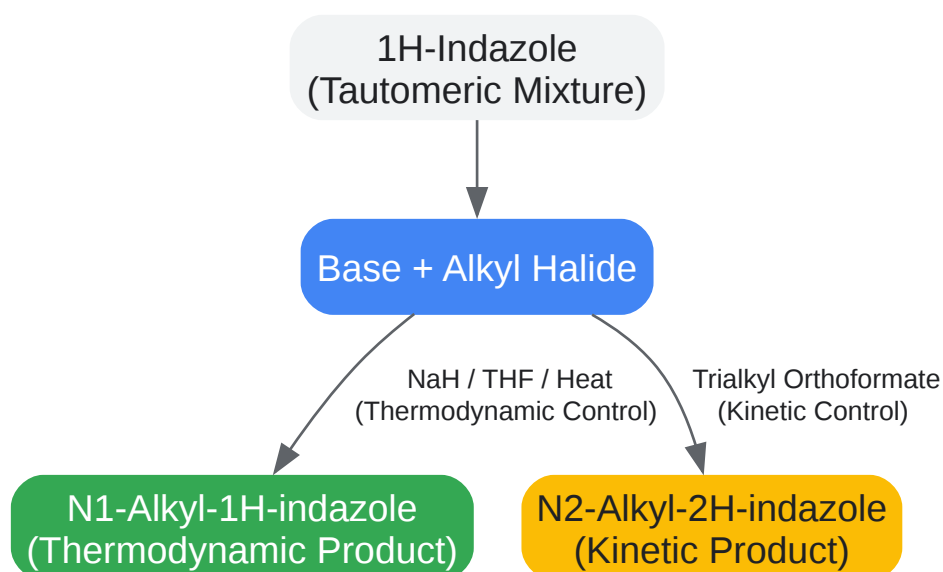 1H-Indazole
(Tautomeric Mixture)
Base + Alkyl Halide
NaH / THF / Heat
(Thermodynamic Control)
Trialkyl Orthoformate
(Kinetic Control)
N1-Alkyl-1H-indazole
(Thermodynamic Product)
N2-Alkyl-2H-indazole
(Kinetic Product)